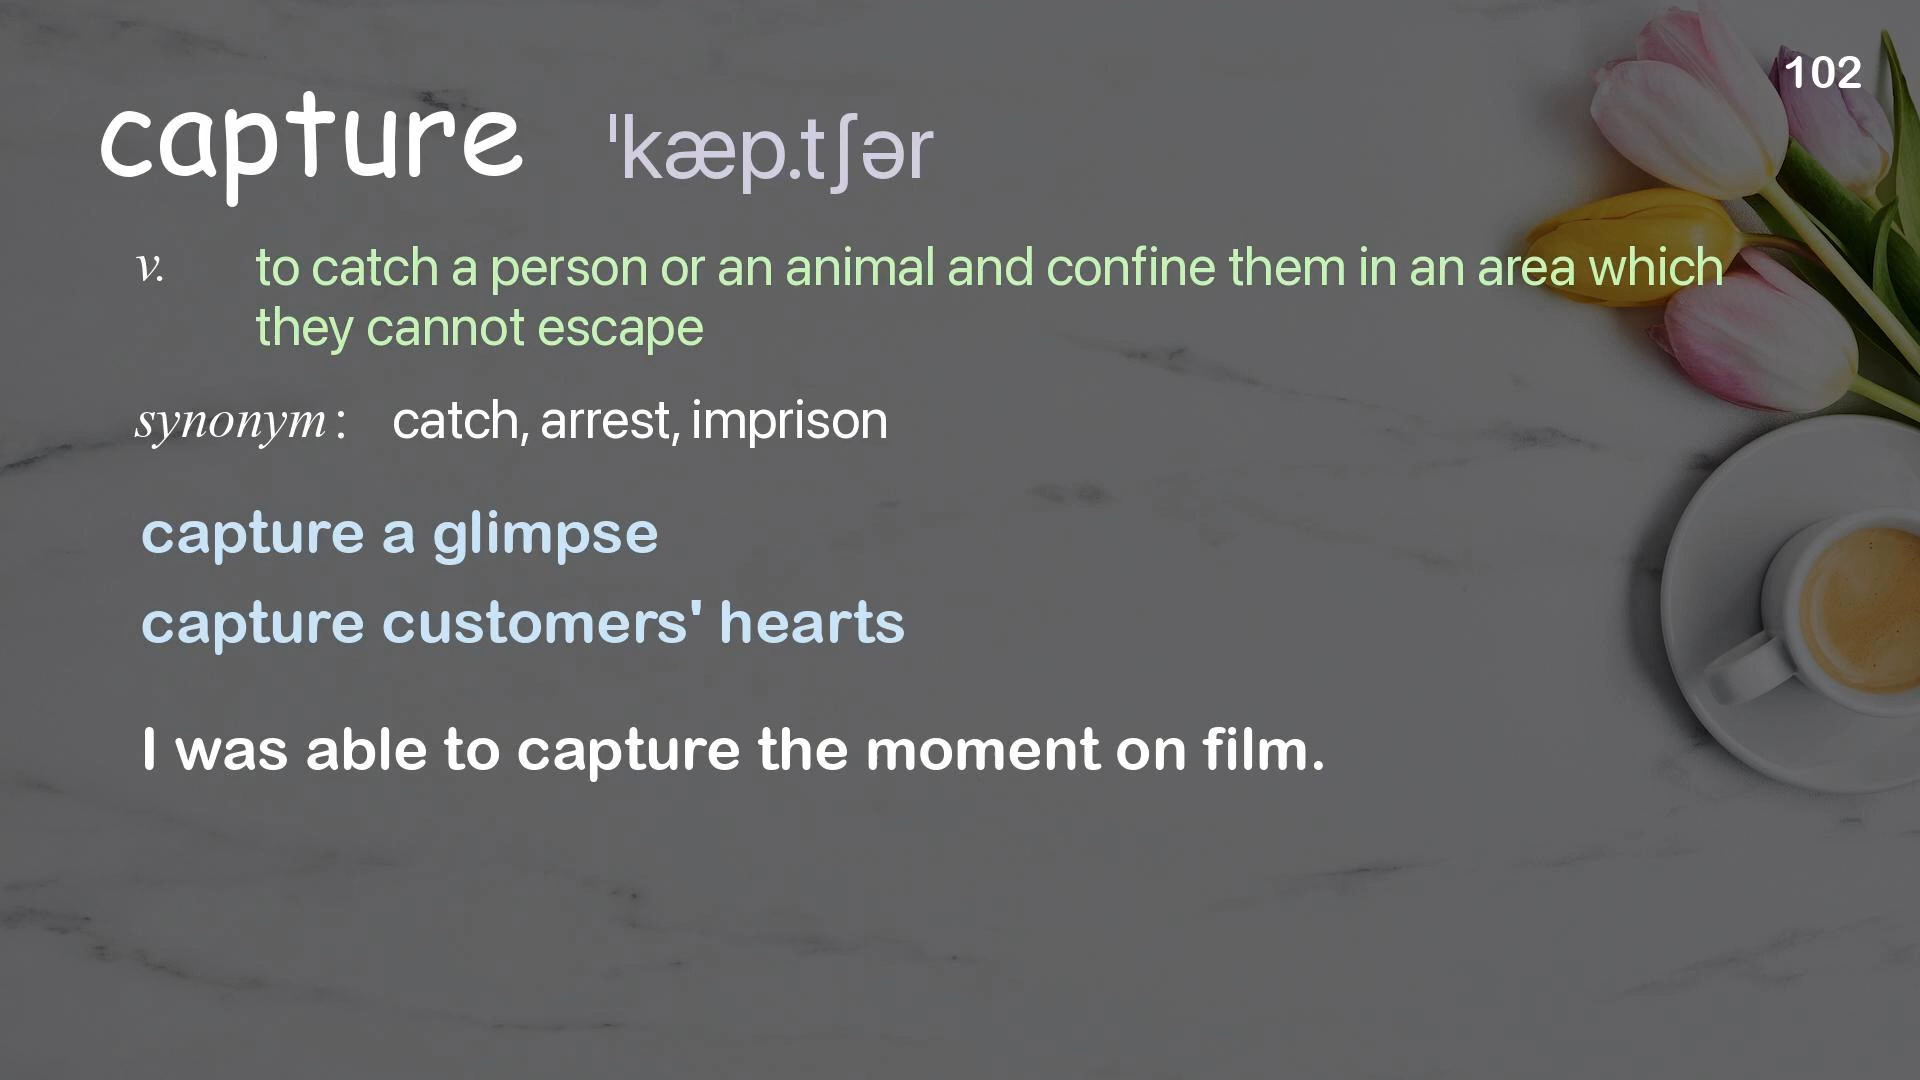 102
capture ˈkæp.tʃər
v. to catch a person or an animal and confine them in an area which
they cannot escape
synonym: catch, arrest, imprison
capture a glimpse
capture customers' hearts
I was able to capture the moment on film.